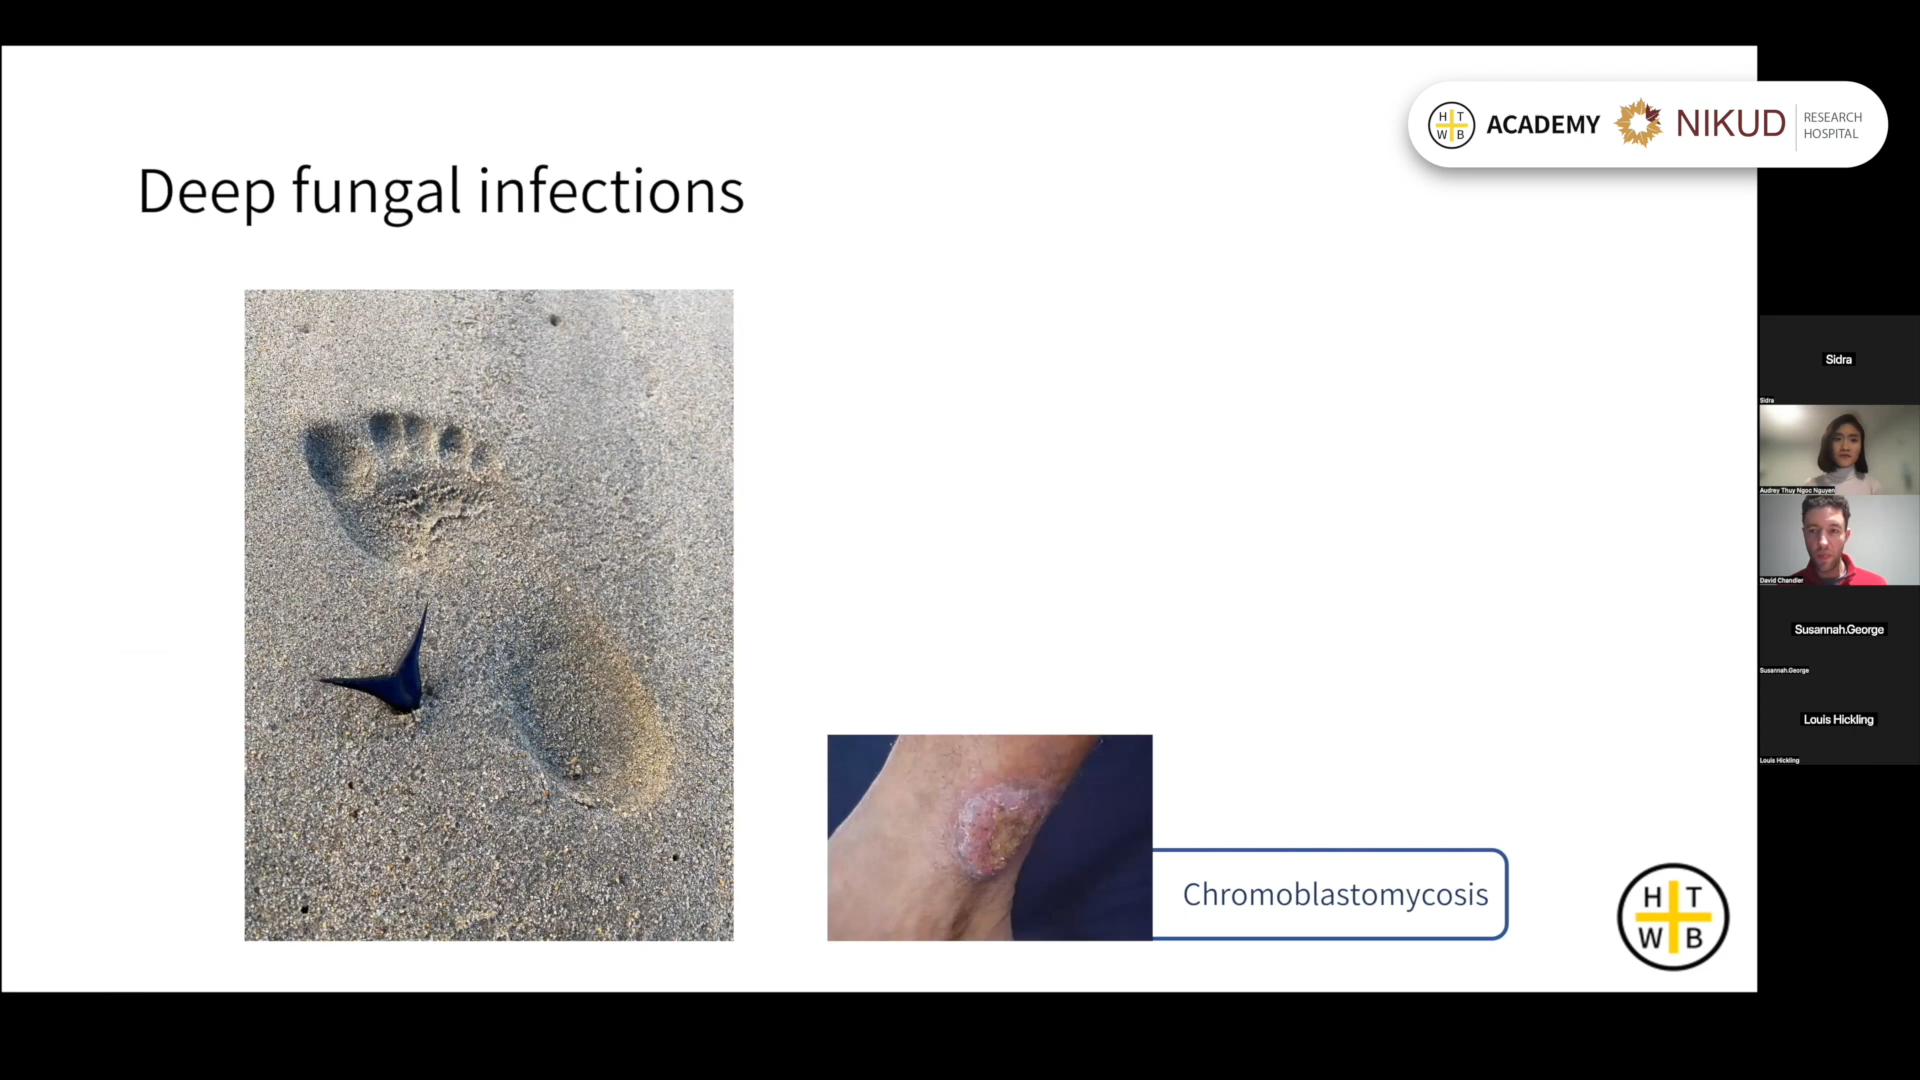 Deep fungal infections
H T
W B
ACADEMY
NIKUD
RESEARCH
HOSPITAL
Sidra
Sidra
Audrey Thuy Ngoc Nguyen
David Chandler
Susannah.George
Susannah.George
Louis Hickling
Louis Hickling
Chromoblastomycosis
H T
W B